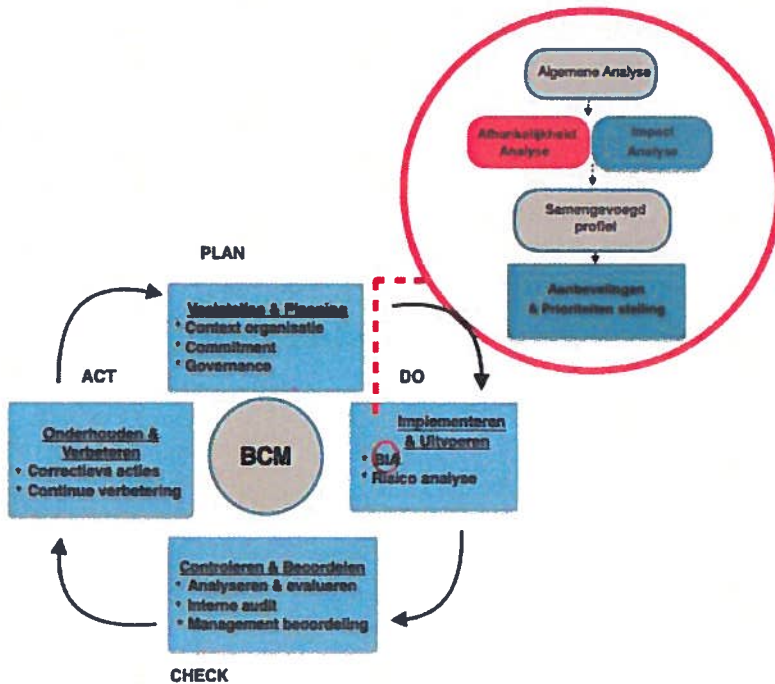 Algemene Analyse
Afhankelijkheid
Analyse
Impact
Analyse
Samengevoegd
profiel
Aanbevelingen
& Prioriteiten stelling
PLAN
& Planning
* Context organisatie
* Commitment
* Governance
ACT
DO
Onderhouden &
Verbeteren
* Correctieve acties
* Continue verbetering
BCM
Implementeren
& Uitvoeren
* BIA
* Risico analyse
Controleren & Beoordelen
* Analyseren & evalueren
* Interne audit
* Management beoordeling
CHECK